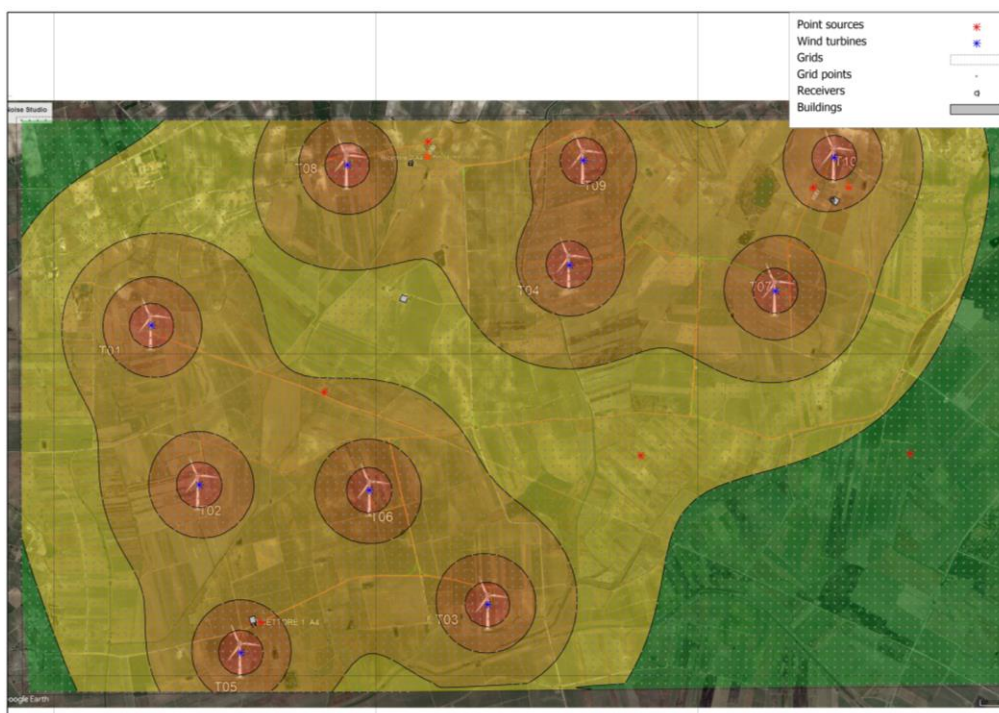 Point sources
Wind turbines
Grids
Grid points
Receivers
Buildings
Noise Studio
T08
T09
T10
T04
T07
T01
T02
T06
T03
T05
oogle Earth